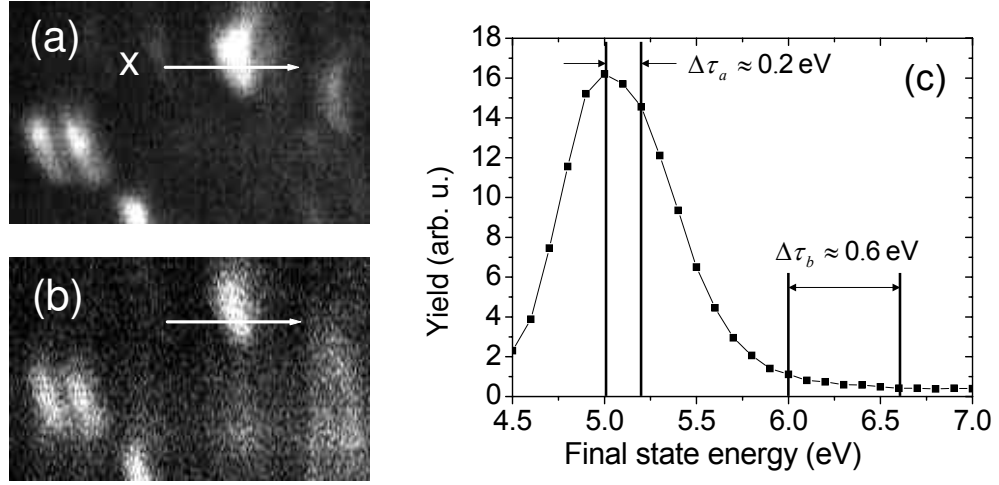 (a)
X
(b)
(c)
Δτa ≈ 0.2 eV
Δτb ≈ 0.6 eV
Yield (arb. u.)
18
16
14
12
10
8
6
4
2
0
4.5 5.0 5.5 6.0 6.5 7.0
Final state energy (eV)